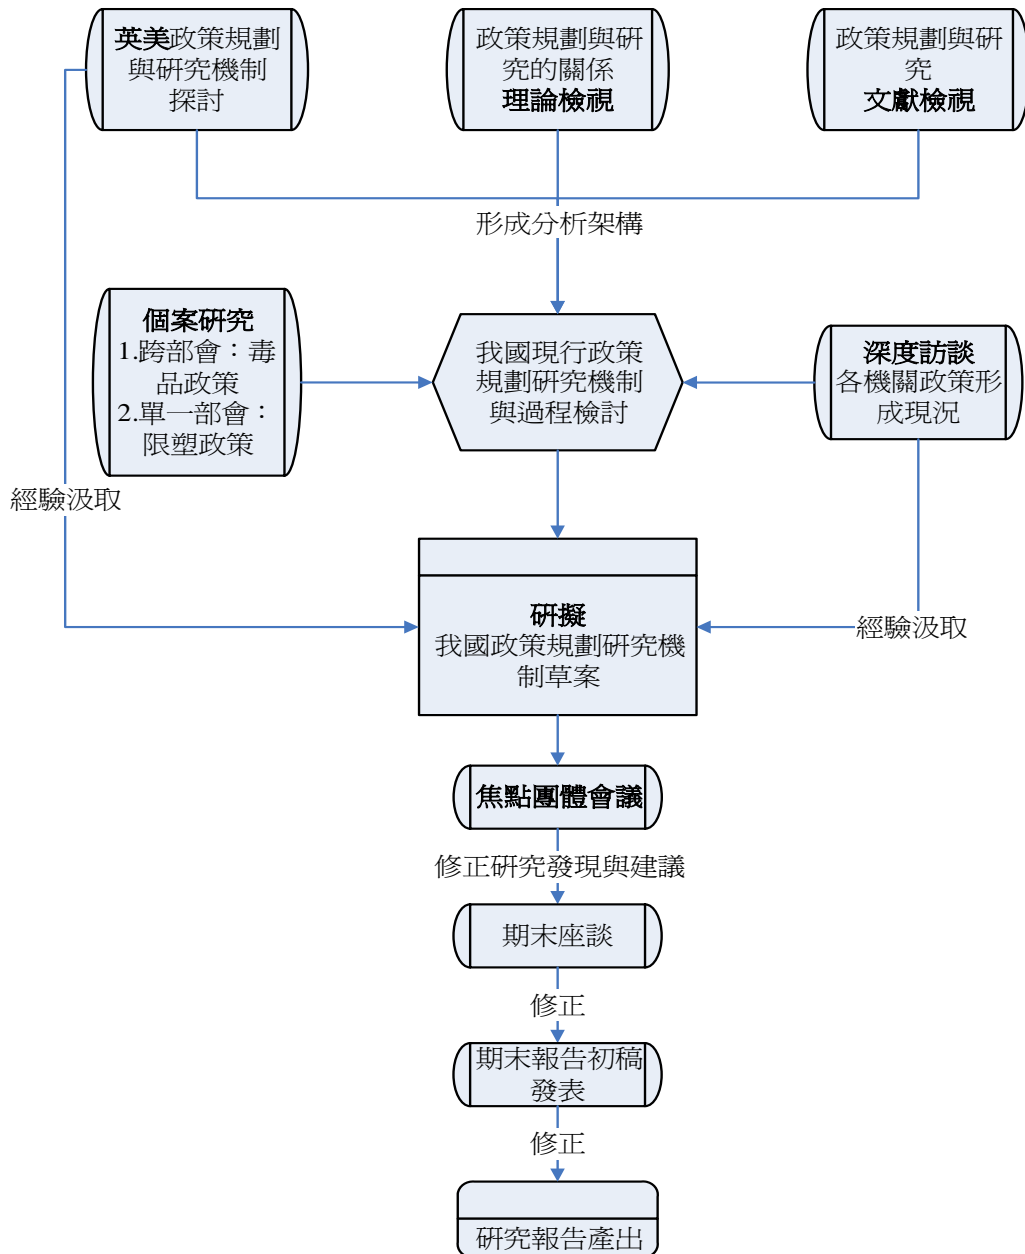 英美政策規劃
與研究機制
探討
政策規劃與研
究的關係
理論檢視
政策規劃與研
究
文獻檢視
形成分析架構
個案研究
1.跨部會：毒
品政策
2.單一部會：
限塑政策
我國現行政策
規劃研究機制
與過程檢討
深度訪談
各機關政策形
成現況
經驗汲取
研擬
我國政策規劃研究機
制草案
經驗汲取
焦點團體會議
修正研究發現與建議
期末座談
修正
期末報告初稿
發表
修正
研究報告產出